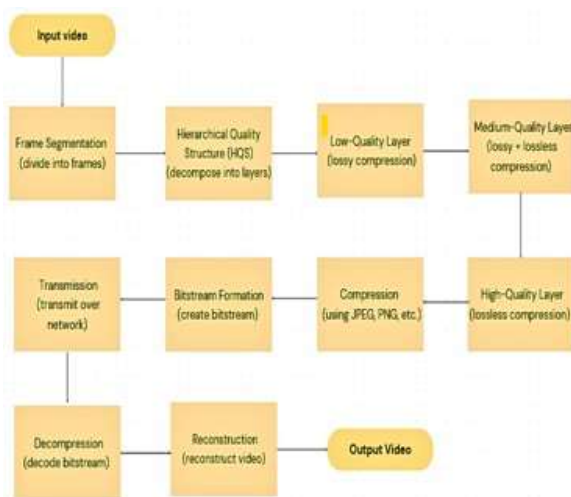 Input video
Frame Segmentation
(divide into frames)
Hierarchical Quality
Structure (HQS)
(decompose into layers)
Low-Quality Layer
(lossy compression)
Medium-Quality Layer
(lossy + lossless
compression)
High-Quality Layer
(lossless compression)
Compression
(using JPEG, PNG, etc.)
Bitstream Formation
(create bitstream)
Transmission
(transmit over
network)
Decompression
(decode bitstream)
Reconstruction
(reconstruct video)
Output Video